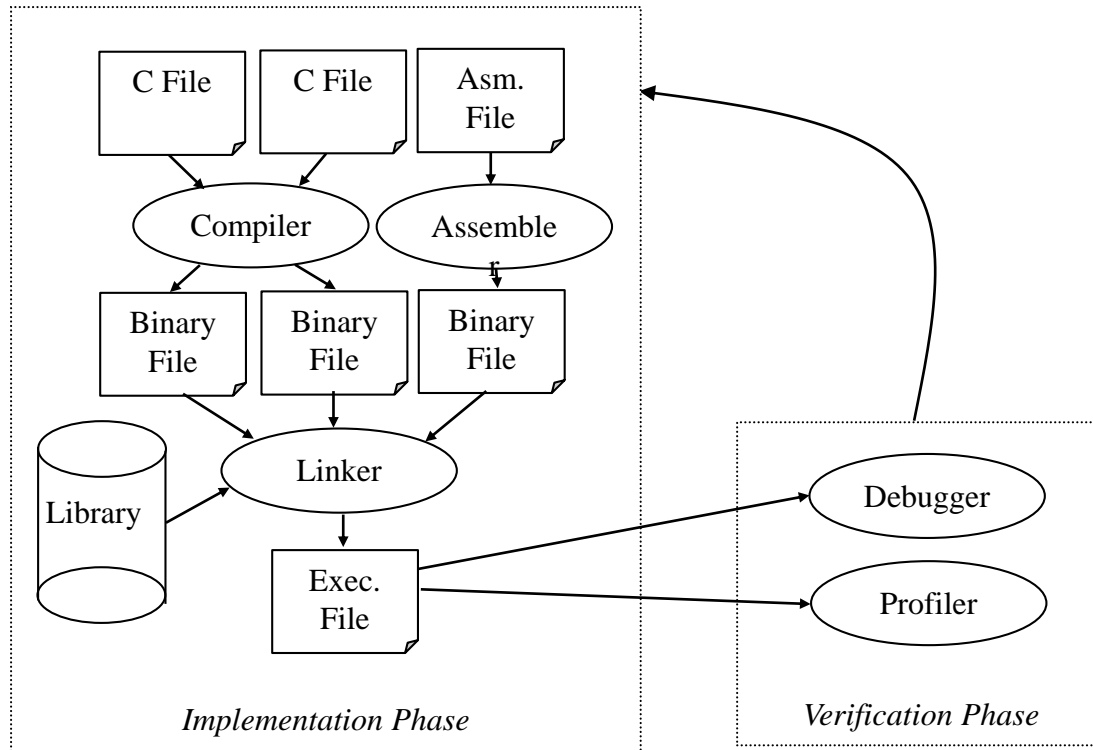 C File
C File
Asm.
File
Compiler
Assemble
r
Binary
File
Binary
File
Binary
File
Library
Linker
Debugger
Exec.
File
Profiler
Implementation Phase
Verification Phase